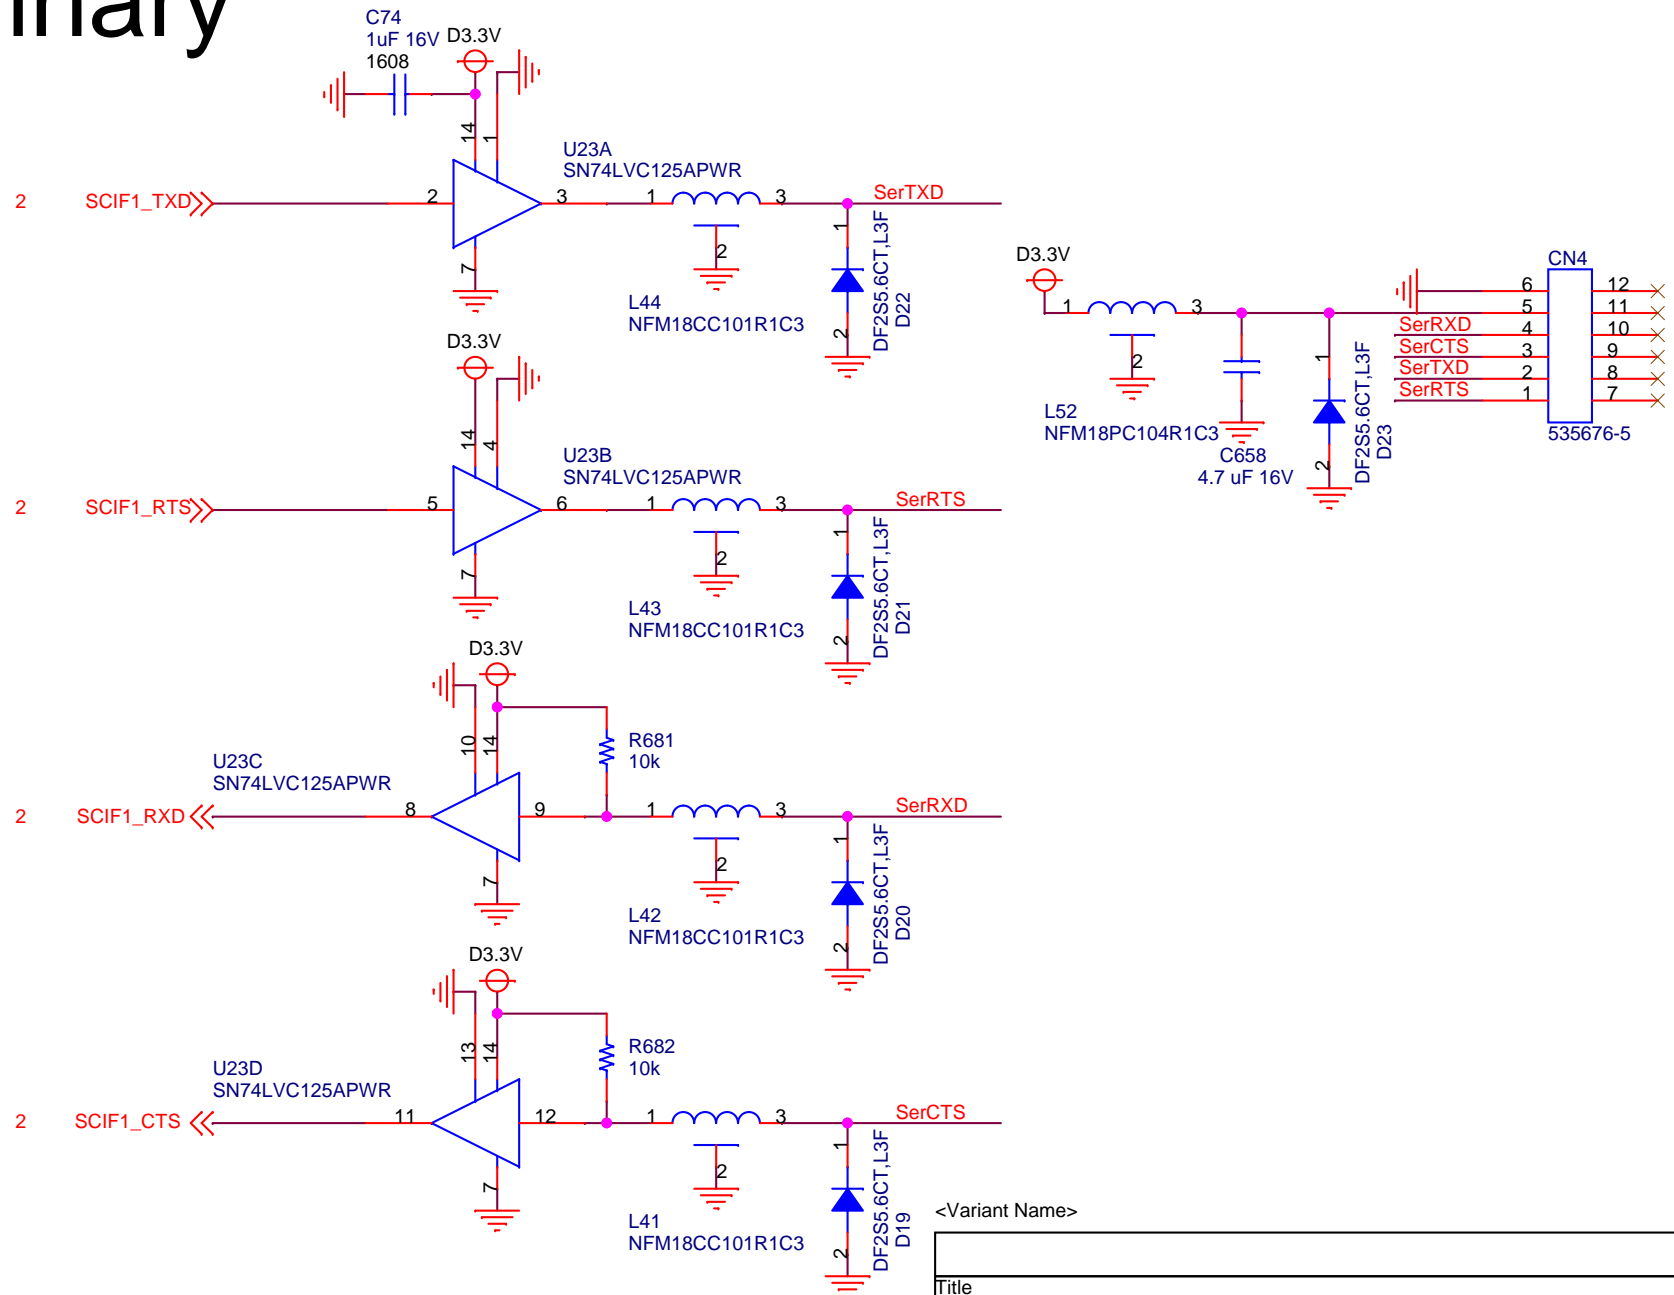 inary
C74
1uF 16V
1608
D3.3V
14
1
U23A
SN74LVC125APWR
2
SCIF1_TXD
2
3
1
3
SerTXD
7
2
1
2
L44
NFM18CC101R1C3
DF2S5.6CT,L3F
D22
D3.3V
14
4
U23B
SN74LVC125APWR
2
SCIF1_RTS
5
6
1
3
SerRTS
7
2
1
2
L43
NFM18CC101R1C3
DF2S5.6CT,L3F
D21
D3.3V
10
14
R681
10k
U23C
SN74LVC125APWR
2
SCIF1_RXD
8
9
1
3
SerRXD
7
2
1
2
L42
NFM18CC101R1C3
DF2S5.6CT,L3F
D20
D3.3V
13
14
R682
10k
U23D
SN74LVC125APWR
2
SCIF1_CTS
11
12
1
3
SerCTS
7
2
1
2
L41
NFM18CC101R1C3
DF2S5.6CT,L3F
D19
D3.3V
1
3
2
L52
NFM18PC104R1C3
C658
4.7 uF 16V
1
2
DF2S5.6CT,L3F
D23
CN4
6
12
5
11
SerRXD
4
10
SerCTS
3
9
SerTXD
2
8
SerRTS
1
7
535676-5
<Variant Name>
Title